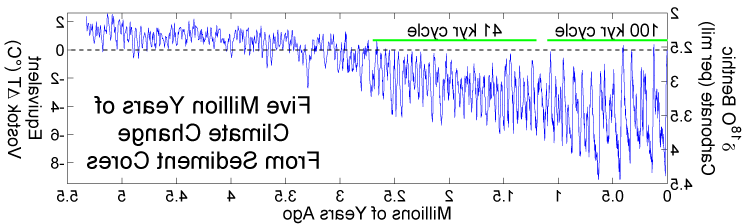 Vostok ΔT (°C)
Equivalent
2
0
-2
-4
-6
-8
41 kyr cycle
100 kyr cycle
Five Million Years of
Climate Change
From Sediment Cores
2
2.5
3
3.5
4
4.5
δ18O Benthic
Carbonate (per mil)
5.5 5 4.5 4 3.5 3 2.5 2 1.5 1 0.5 0
Millions of Years Ago